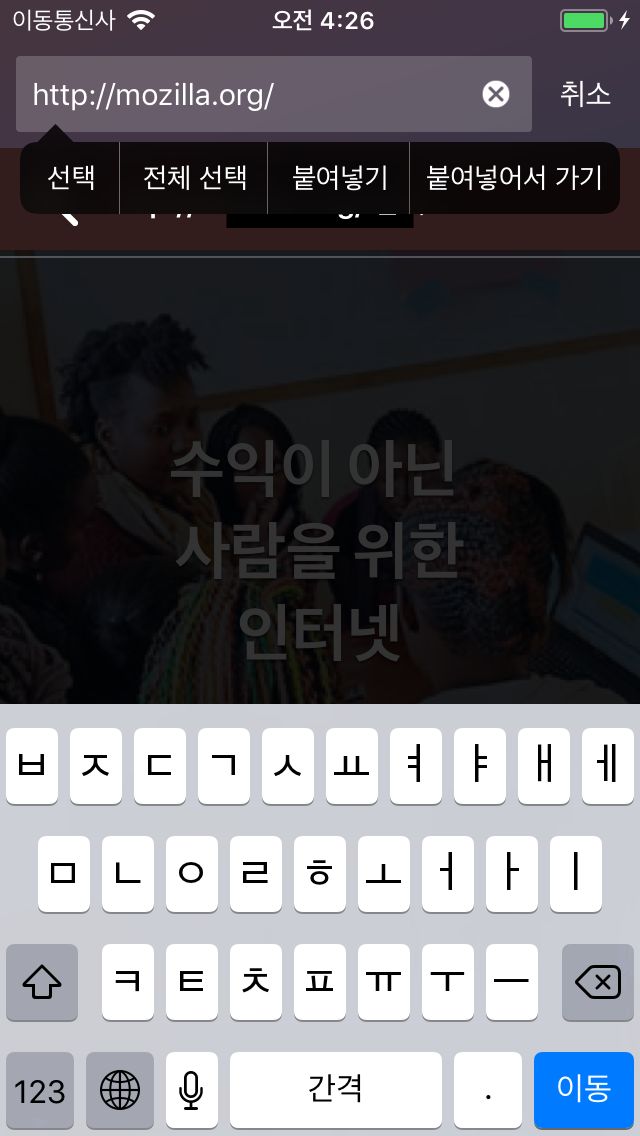 이동통신사 오전 4:26
http://mozilla.org/ 취소
선택 전체 선택 붙여넣기 붙여넣어서 가기
수익이 아닌
사람을 위한
인터넷
ㅂ ㅈ ㄷ ㄱ ㅅ ㅛ ㅕ ㅑ ㅐ ㅔ
ㅁ ㄴ ㅇ ㄹ ㅎ ㅗ ㅓ ㅏ ㅣ
ㅋ ㅌ ㅊ ㅍ ㅠ ㅜ ㅡ
123 간격 . 이동